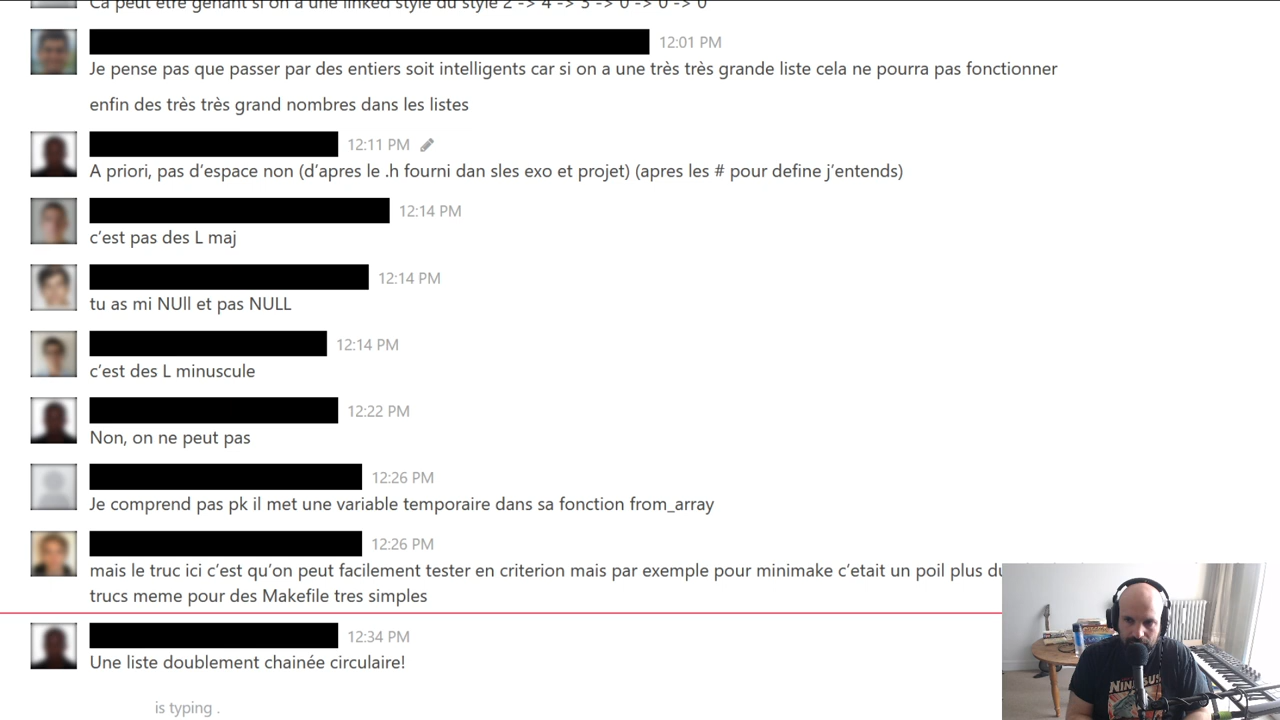 Ca peut être gênant si on a une linked style du style 2 -> 4 -> 3 -> 0 -> 0 -> 0
12:01 PM
Je pense pas que passer par des entiers soit intelligents car si on a une très très grande liste cela ne pourra pas fonctionner
enfin des très très grand nombres dans les listes
12:11 PM
A priori, pas d'espace non (d'apres le .h fourni dan sles exo et projet) (apres les # pour define j'entends)
12:14 PM
c'est pas des L maj
12:14 PM
tu as mi NUll et pas NULL
12:14 PM
c'est des L minuscule
12:22 PM
Non, on ne peut pas
12:26 PM
Je comprend pas pk il met une variable temporaire dans sa fonction from_array
12:26 PM
mais le truc ici c'est qu'on peut facilement tester en criterion mais par exemple pour minimake c'etait un poil plus
trucs meme pour des Makefile tres simples
12:34 PM
Une liste doublement chainée circulaire!
is typing .